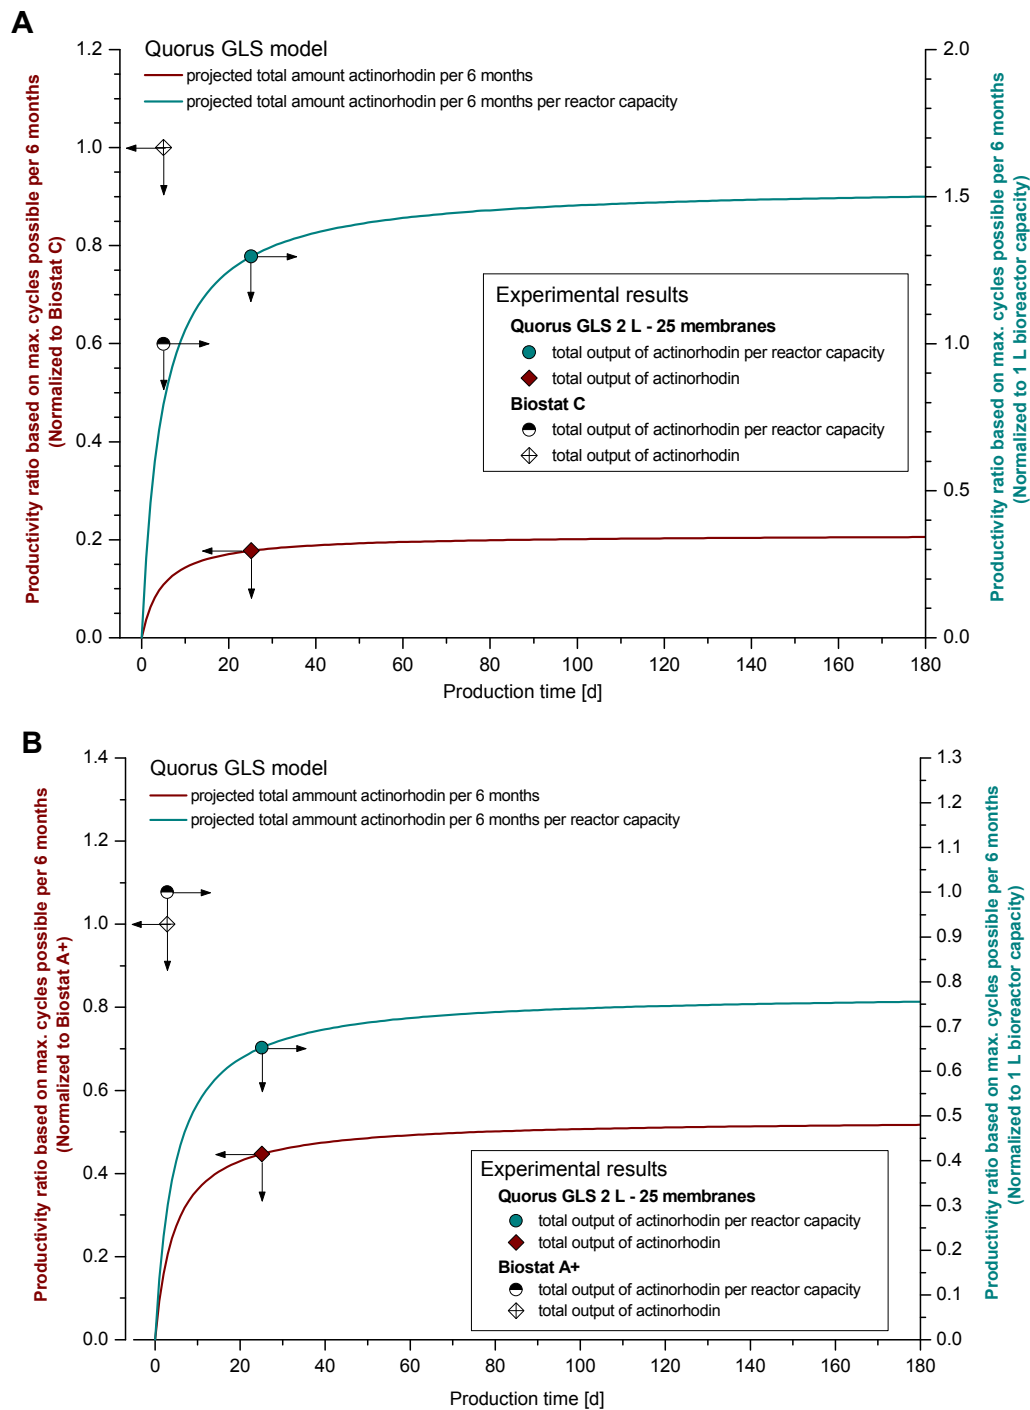 A
Quorus GLS model
projected total amount actinorhodin per 6 months
projected total amount actinorhodin per 6 months per reactor capacity
Productivity ratio based on max. cycles possible per 6 months
(Normalized to Biostat C)
1.2
1.0
0.8
0.6
0.4
0.2
0.0
2.0
1.5
1.0
0.5
0.0
Productivity ratio based on max. cycles possible per 6 months
(Normalized to 1 L bioreactor capacity)
Experimental results
Quorus GLS 2 L - 25 membranes
total output of actinorhodin per reactor capacity
total output of actinorhodin
Biostat C
total output of actinorhodin per reactor capacity
total output of actinorhodin
0 20 40 60 80 100 120 140 160 180
Production time [d]
B
Quorus GLS model
projected total ammount actinorhodin per 6 months
projected total ammount actinorhodin per 6 months per reactor capacity
Productivity ratio based on max. cycles possible per 6 months
(Normalized to Biostat A+)
1.4
1.2
1.0
0.8
0.6
0.4
0.2
0.0
1.3
1.2
1.1
1.0
0.9
0.8
0.7
0.6
0.5
0.4
0.3
0.2
0.1
0.0
Productivity ratio based on max. cycles possible per 6 months
(Normalized to 1 L bioreactor capacity)
Experimental results
Quorus GLS 2 L - 25 membranes
total output of actinorhodin per reactor capacity
total output of actinorhodin
Biostat A+
total output of actinorhodin per reactor capacity
total output of actinorhodin
0 20 40 60 80 100 120 140 160 180
Production time [d]